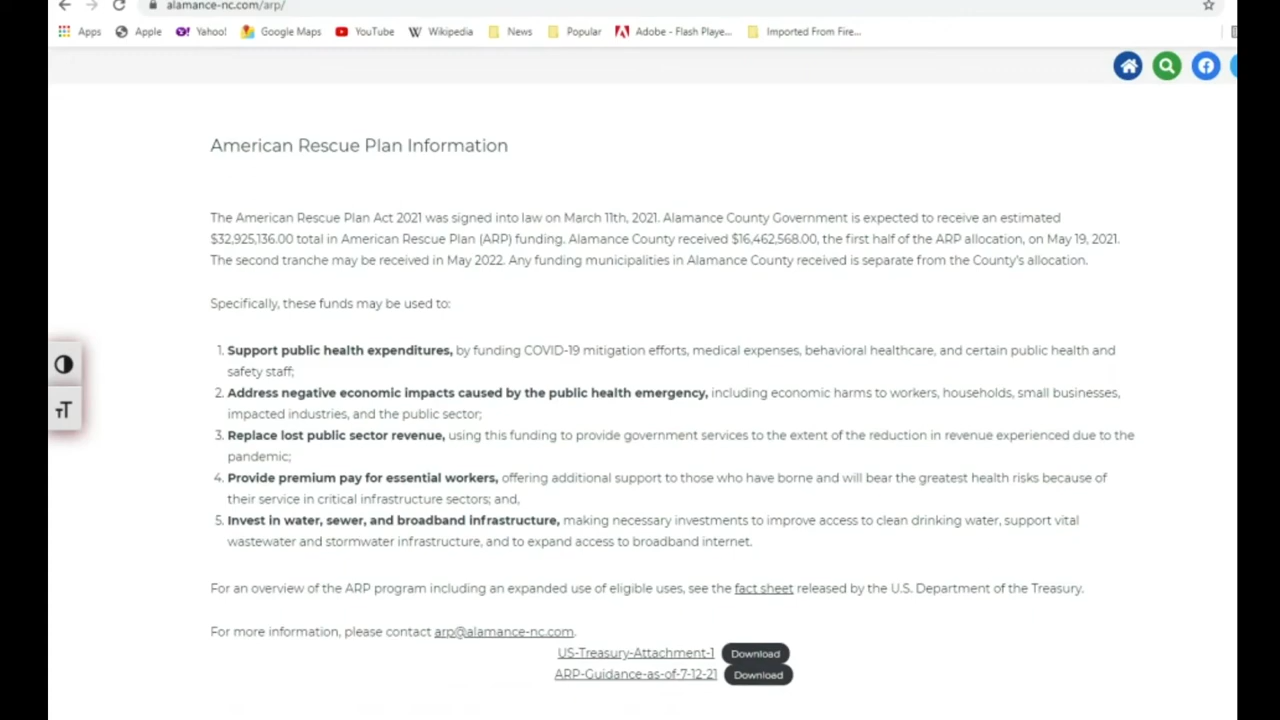 alamance-nc.com/arp/
Apps Apple Yahoo! Google Maps YouTube Wikipedia News Popular Adobe - Flash Playe... Imported From Fire...
American Rescue Plan Information
The American Rescue Plan Act 2021 was signed into law on March 11th, 2021. Alamance County Government is expected to receive an estimated
$32,925,136.00 total in American Rescue Plan (ARP) funding. Alamance County received $16,462,568.00, the first half of the ARP allocation, on May 19, 2021.
The second tranche may be received in May 2022. Any funding municipalities in Alamance County received is separate from the County's allocation.
Specifically, these funds may be used to:
1. Support public health expenditures, by funding COVID-19 mitigation efforts, medical expenses, behavioral healthcare, and certain public health and
safety staff;
2. Address negative economic impacts caused by the public health emergency, including economic harms to workers, households, small businesses,
impacted industries, and the public sector;
3. Replace lost public sector revenue, using this funding to provide government services to the extent of the reduction in revenue experienced due to the
pandemic;
4. Provide premium pay for essential workers, offering additional support to those who have borne and will bear the greatest health risks because of
their service in critical infrastructure sectors; and,
5. Invest in water, sewer, and broadband infrastructure, making necessary investments to improve access to clean drinking water, support vital
wastewater and stormwater infrastructure, and to expand access to broadband internet.
For an overview of the ARP program including an expanded use of eligible uses, see the fact sheet released by the U.S. Department of the Treasury.
For more information, please contact arp@alamance-nc.com.
US-Treasury-Attachment-1 Download
ARP-Guidance-as-of-7-12-21 Download